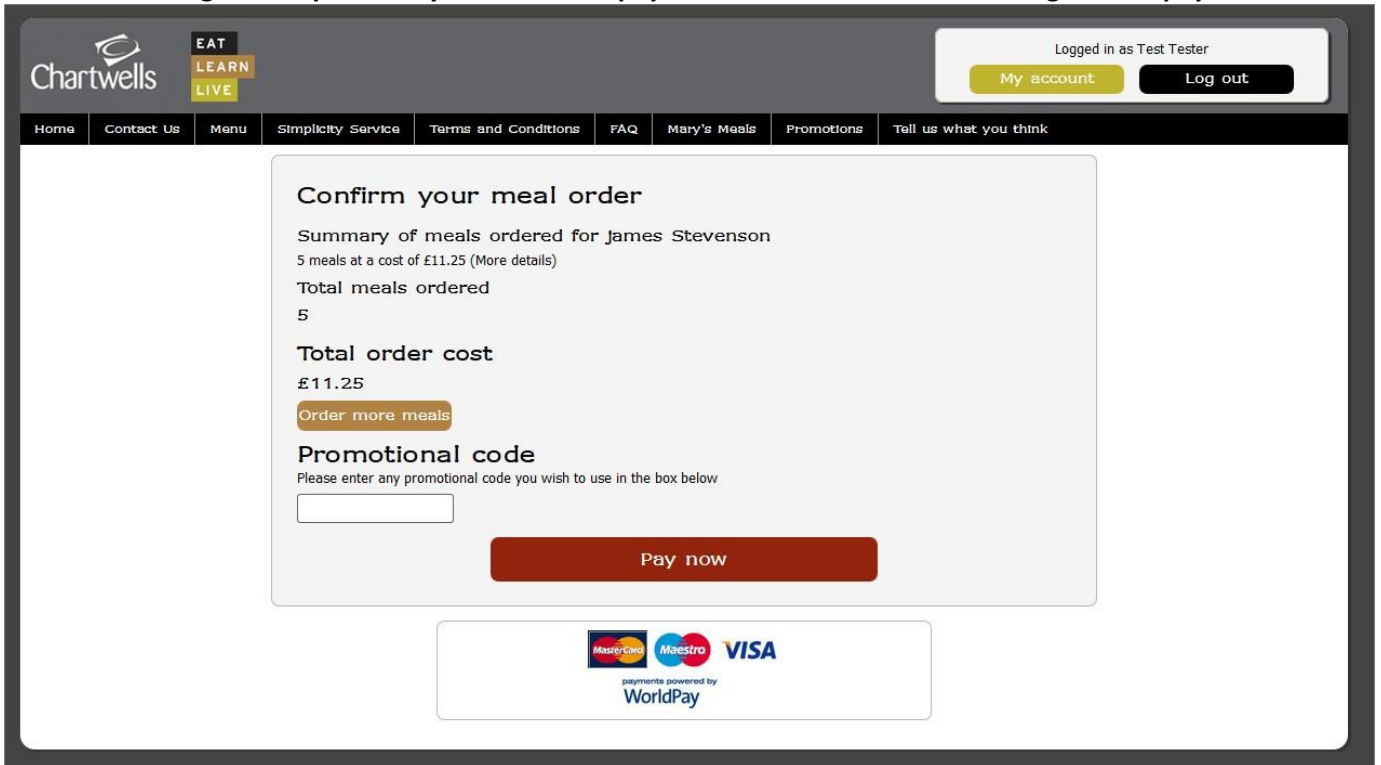 Chartwells
EAT
LEARN
LIVE
Logged in as Test Tester
My account
Log out
Home Contact Us Menu Simplicity Service Terms and Conditions FAQ Mary's Meals Promotions Tell us what you think
Confirm your meal order
Summary of meals ordered for James Stevenson
5 meals at a cost of £11.25 (More details)
Total meals ordered
5
Total order cost
£11.25
Order more meals
Promotional code
Please enter any promotional code you wish to use in the box below
Pay now
MasterCard Maestro VISA
payments powered by
WorldPay